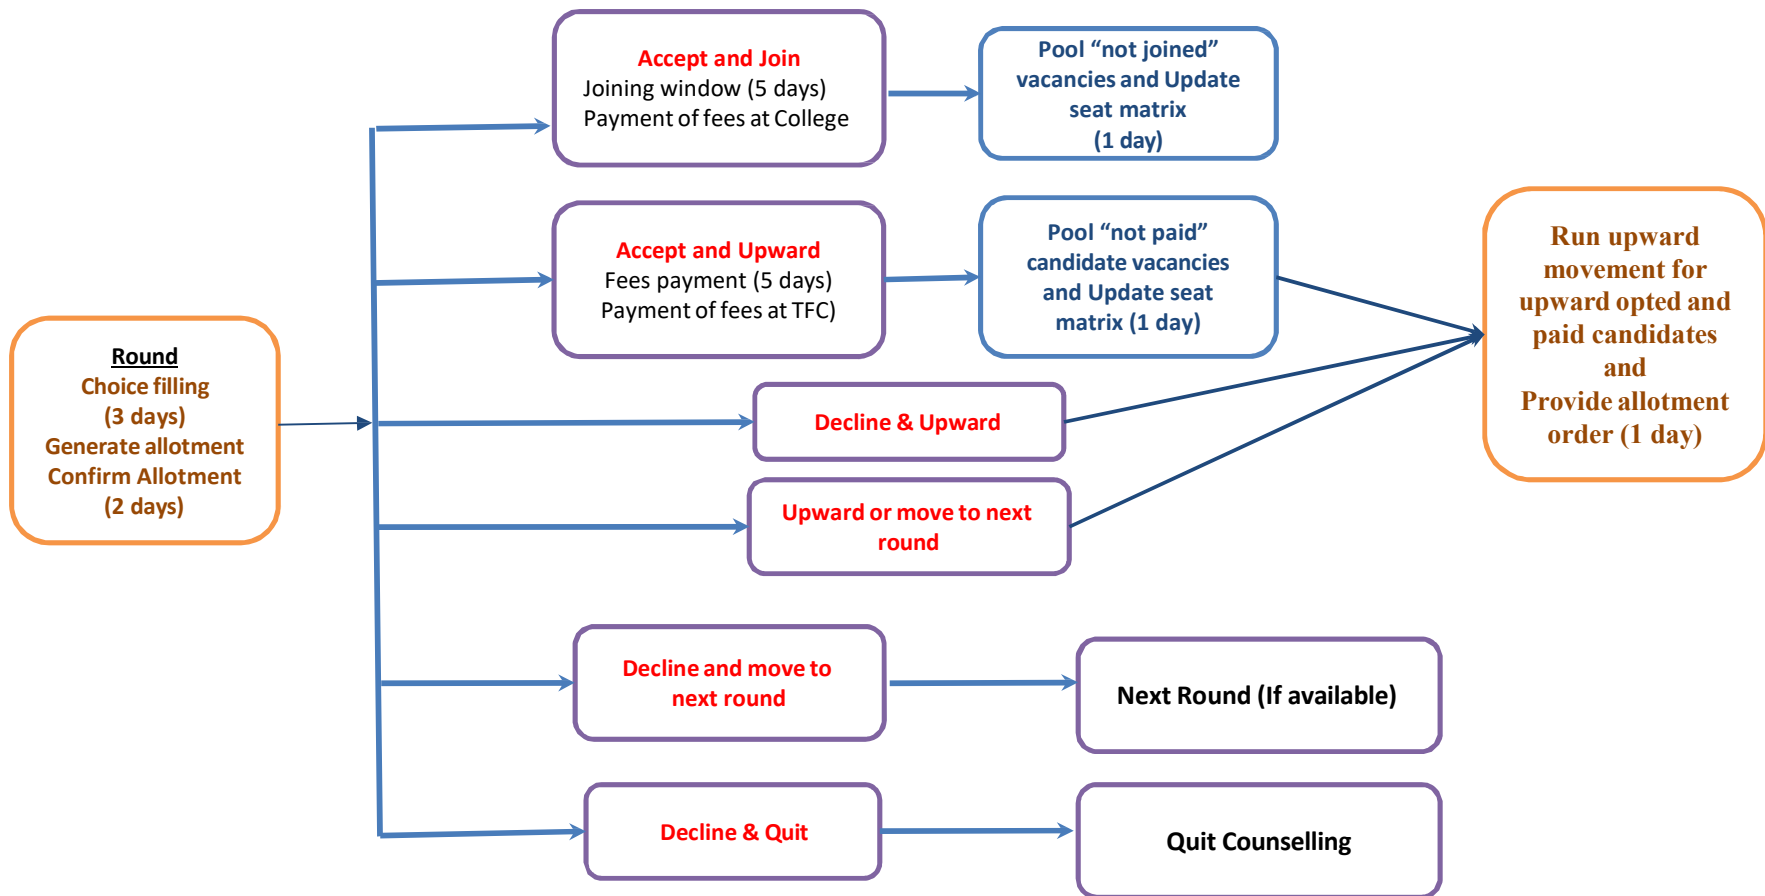 Round
Choice filling
(3 days)
Generate allotment
Confirm Allotment
(2 days)
Accept and Join
Joining window (5 days)
Payment of fees at College
Pool “not joined”
vacancies and Update
seat matrix
(1 day)
Accept and Upward
Fees payment (5 days)
Payment of fees at TFC)
Pool “not paid”
candidate vacancies
and Update seat
matrix (1 day)
Decline & Upward
Upward or move to next
round
Run upward
movement for
upward opted and
paid candidates
and
Provide allotment
order (1 day)
Decline and move to
next round
Next Round (If available)
Decline & Quit
Quit Counselling